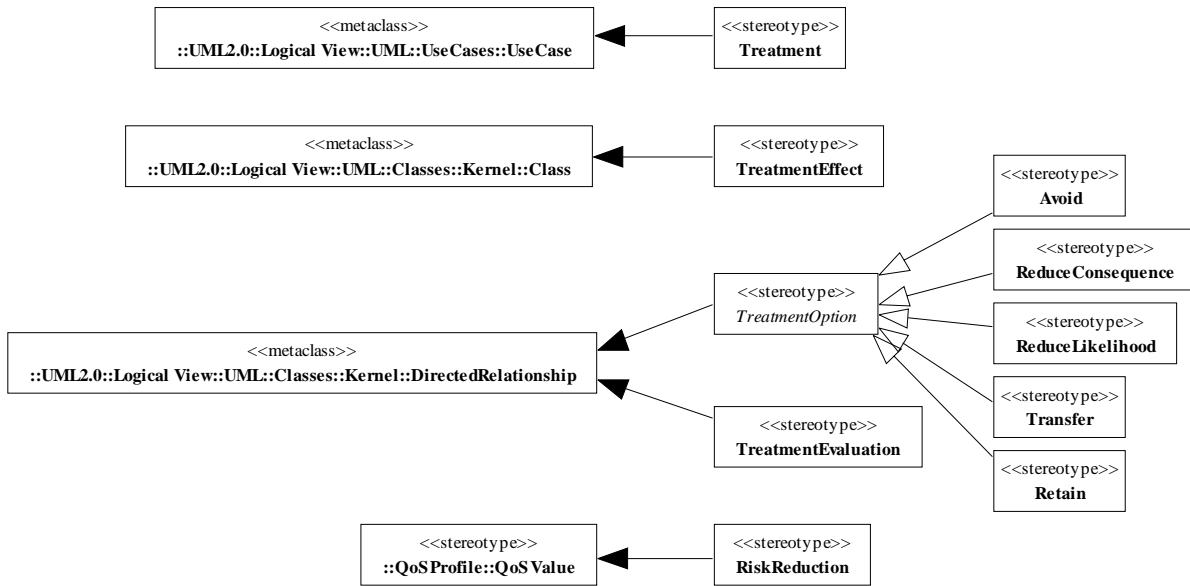 <<metaclass>>
::UML2.0::Logical View::UML::UseCases::UseCase
<<stereotype>>
Treatment
<<metaclass>>
::UML2.0::Logical View::UML::Classes::Kernel::Class
<<stereotype>>
TreatmentEffect
<<stereotype>>
Avoid
<<stereotype>>
ReduceConsequence
<<stereotype>>
TreatmentOption
<<stereotype>>
ReduceLikelihood
<<metaclass>>
::UML2.0::Logical View::UML::Classes::Kernel::DirectedRelationship
<<stereotype>>
Transfer
<<stereotype>>
TreatmentEvaluation
<<stereotype>>
Retain
<<stereotype>>
::QoSProfile::QoSValue
<<stereotype>>
RiskReduction